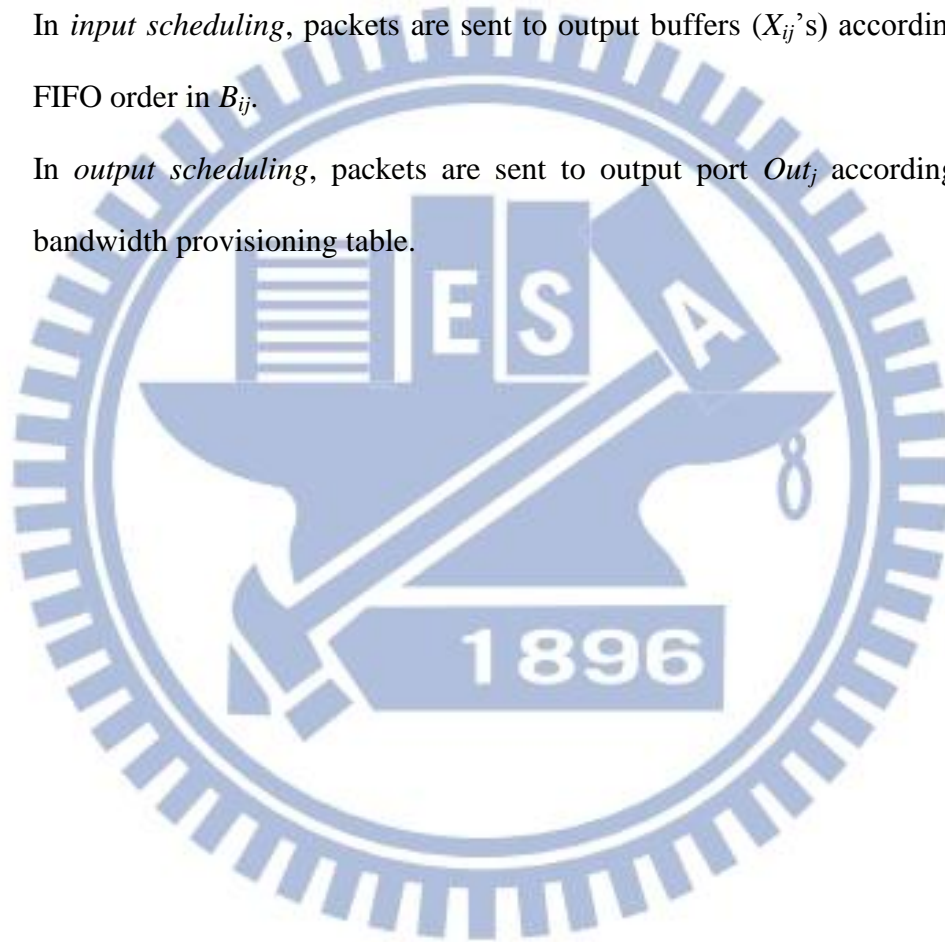 In input scheduling, packets are sent to output buffers (Xij's) accordin
FIFO order in Bij.
In output scheduling, packets are sent to output port Outj according
bandwidth provisioning table.
E S A
8
1896